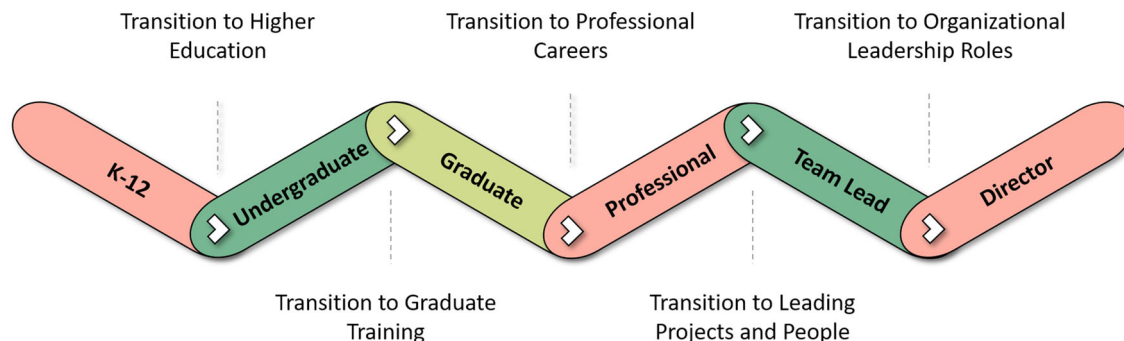 Transition to Higher
Education
Transition to Professional
Careers
Transition to Organizational
Leadership Roles
K-12
Undergraduate
Graduate
Professional
Team Lead
Director
Transition to Graduate
Training
Transition to Leading
Projects and People